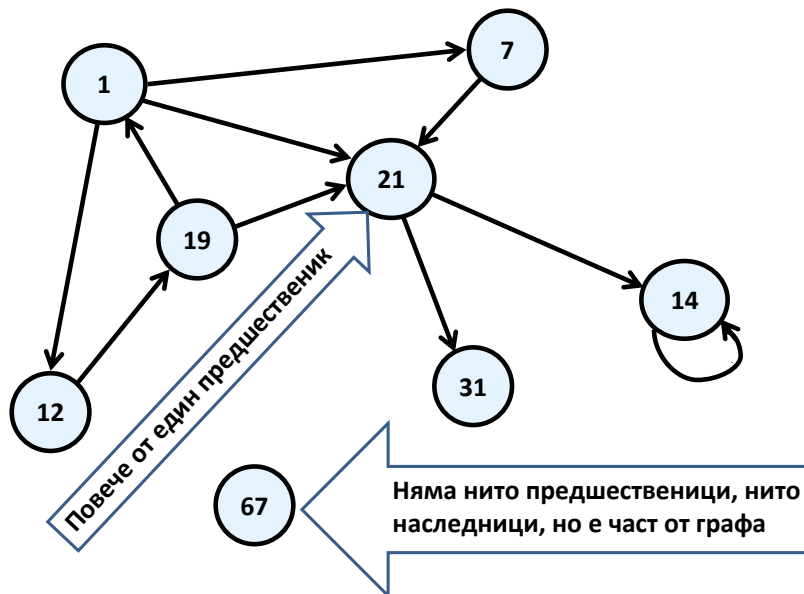 1
7
21
19
14
31
12
Повече от един предшественик
67
Няма нито предшественици, нито
наследници, но е част от графа